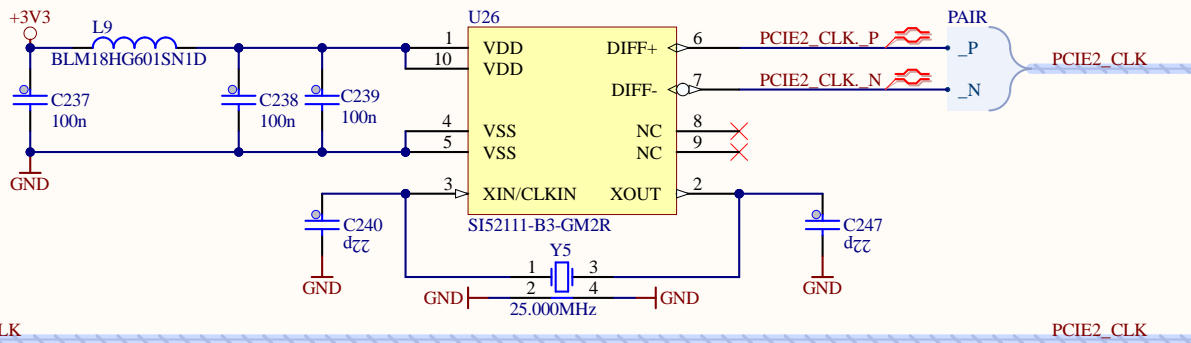 +3V3
L9
BLM18HG601SN1D
C237
100n
C238
100n
C239
100n
GND
U26
1 VDD
10 VDD
4 VSS
5 VSS
3 XIN/CLKIN
DIFF+ 6
DIFF- 7
NC 8
NC 9
XOUT 2
SI52111-B3-GM2R
PCIE2_CLK._P
PCIE2_CLK._N
PAIR
_P
_N
PCIE2_CLK
C240
22p
GND
Y5
1 3
2 4
GND
GND
25.000MHz
C247
22p
GND
LK
PCIE2_CLK